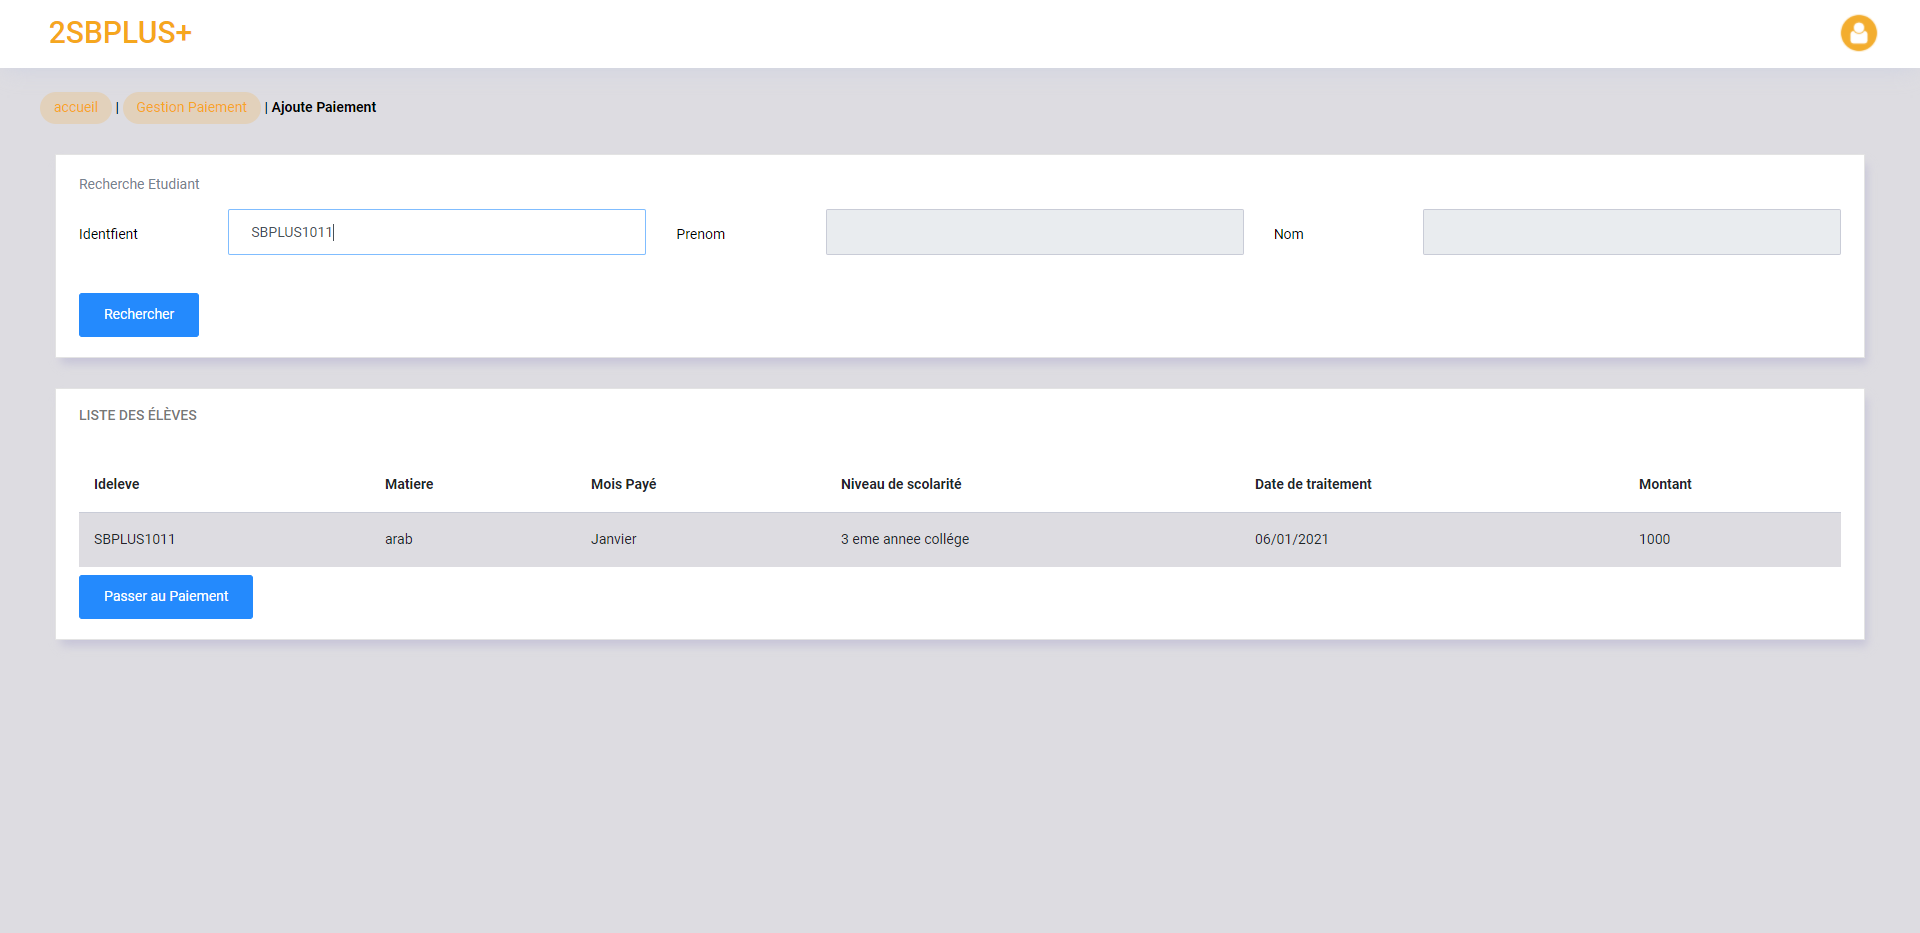 2SBPLUS+
accueil | Gestion Paiement | Ajoute Paiement
Recherche Etudiant
Identfient SBPLUS1011 Prenom Nom
Rechercher
LISTE DES ÉLÈVES
Ideleve Matiere Mois Payé Niveau de scolarité Date de traitement Montant
SBPLUS1011 arab Janvier 3 eme annee collége 06/01/2021 1000
Passer au Paiement